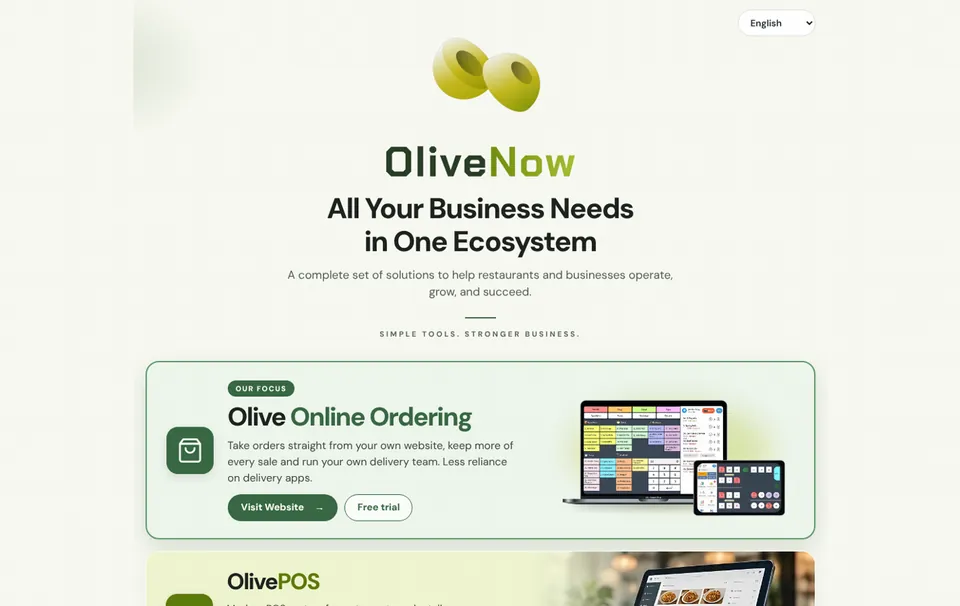 English
OliveNow
All Your Business Needs
in One Ecosystem
A complete set of solutions to help restaurants and businesses operate,
grow, and succeed.
SIMPLE TOOLS. STRONGER BUSINESS.
OUR FOCUS
Olive Online Ordering
Take orders straight from your own website, keep more of
every sale and run your own delivery team. Less reliance
on delivery apps.
Visit Website →
Free trial
OlivePOS